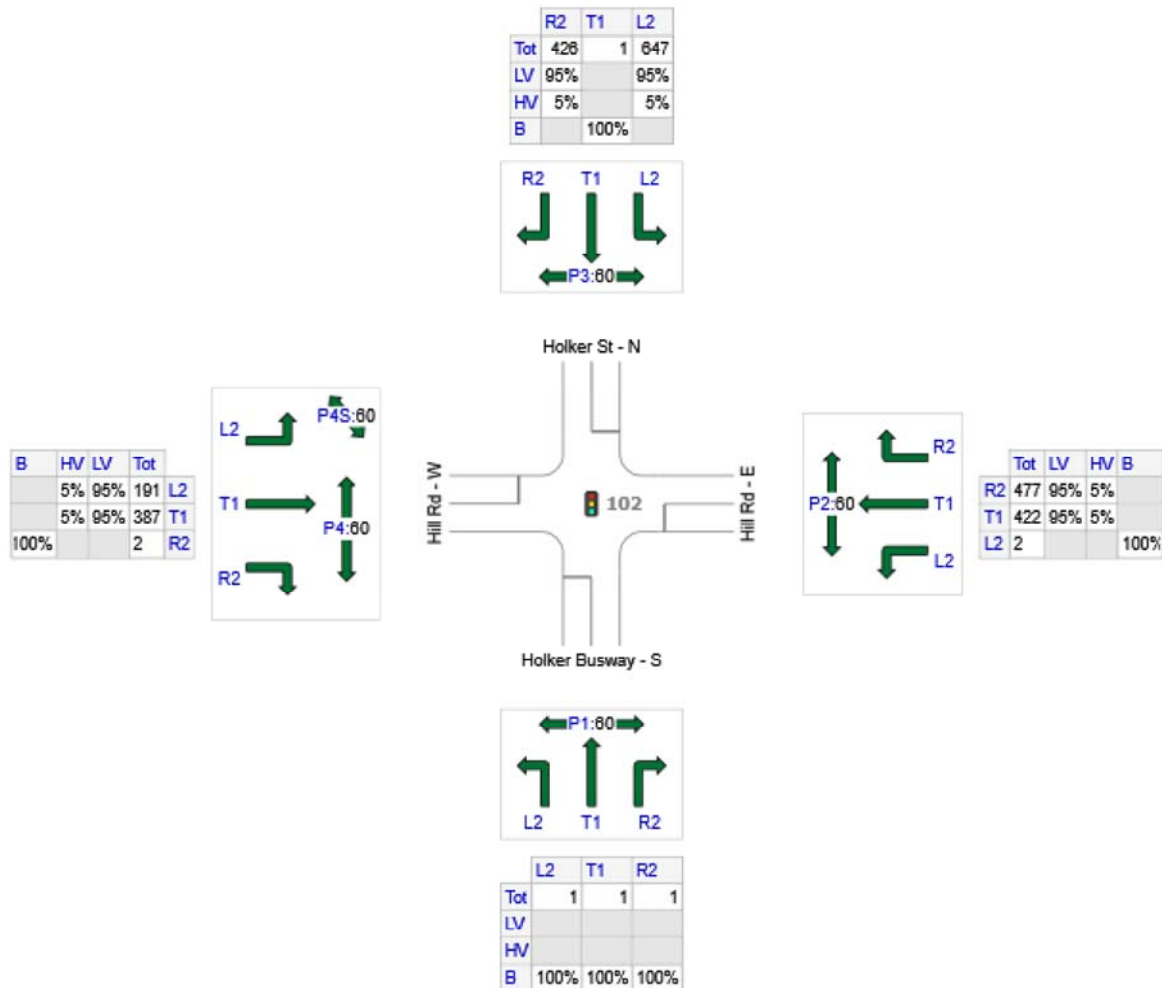 R2 T1 L2
Tot 426 1 647
LV 95% 95%
HV 5% 5%
B 100%
R2 T1 L2
P3:60
Holker St - N
L2 P4S:60
T1
P4:60
R2
B HV LV Tot
5% 95% 191 L2
5% 95% 387 T1
100% 2 R2
Hill Rd - W
102
Hill Rd - E
R2
P2:60 T1
L2
Tot LV HV B
R2 477 95% 5%
T1 422 95% 5%
L2 2 100%
Holker Busway - S
P1:60
L2 T1 R2
L2 T1 R2
Tot 1 1 1
LV
HV
B 100% 100% 100%